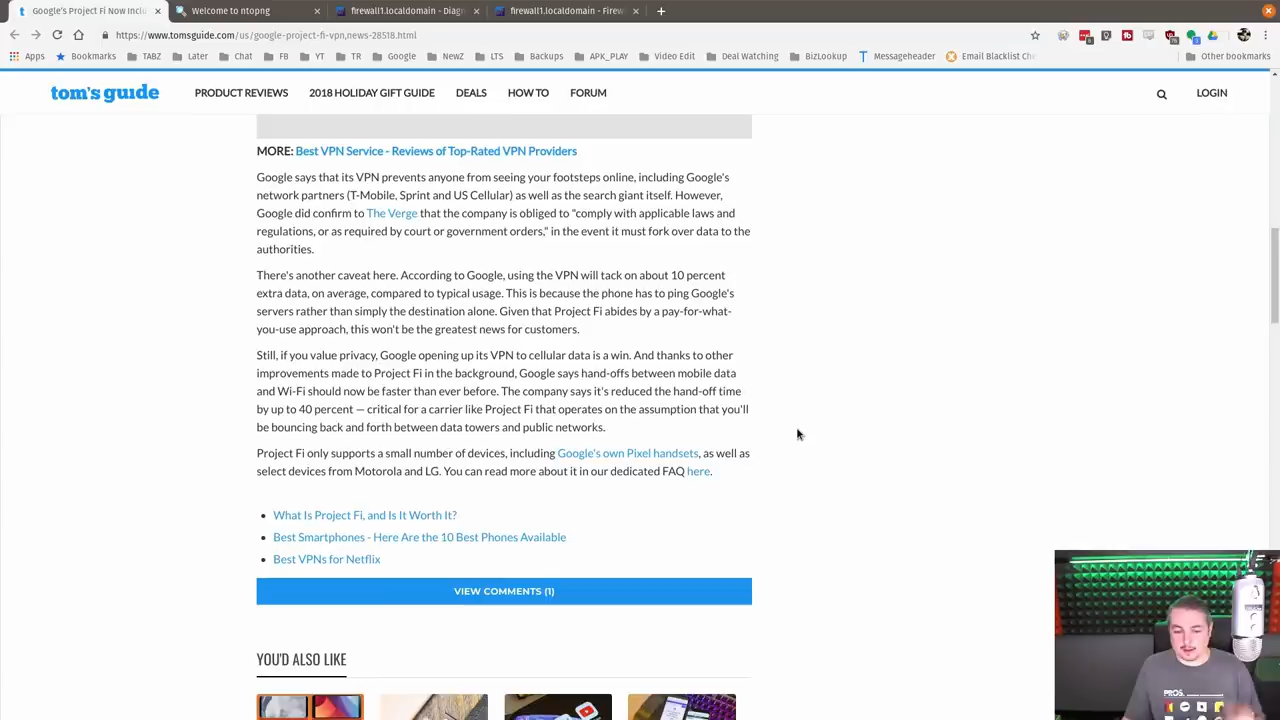 Google's Project Fi Now Inclu
Welcome to ntopng
firewall1.localdomain - Diagn
firewall1.localdomain - Firew
https://www.tomsguide.com/us/google-project-fi-vpn,news-28518.html
Apps
Bookmarks
TABZ
Later
Chat
FB
YT
TR
Google
NewZ
LTS
Backups
APK_PLAY
Video Edit
Deal Watching
BizLookup
Messageheader
Email Blacklist Che
Other bookmarks
tom's guide
PRODUCT REVIEWS
2018 HOLIDAY GIFT GUIDE
DEALS
HOW TO
FORUM
LOGIN
MORE: Best VPN Service - Reviews of Top-Rated VPN Providers
Google says that its VPN prevents anyone from seeing your footsteps online, including Google's
network partners (T-Mobile, Sprint and US Cellular) as well as the search giant itself. However,
Google did confirm to The Verge that the company is obliged to "comply with applicable laws and
regulations, or as required by court or government orders," in the event it must fork over data to the
authorities.
There's another caveat here. According to Google, using the VPN will tack on about 10 percent
extra data, on average, compared to typical usage. This is because the phone has to ping Google's
servers rather than simply the destination alone. Given that Project Fi abides by a pay-for-what-
you-use approach, this won't be the greatest news for customers.
Still, if you value privacy, Google opening up its VPN to cellular data is a win. And thanks to other
improvements made to Project Fi in the background, Google says hand-offs between mobile data
and Wi-Fi should now be faster than ever before. The company says it's reduced the hand-off time
by up to 40 percent — critical for a carrier like Project Fi that operates on the assumption that you'll
be bouncing back and forth between data towers and public networks.
Project Fi only supports a small number of devices, including Google's own Pixel handsets, as well as
select devices from Motorola and LG. You can read more about it in our dedicated FAQ here.
What Is Project Fi, and Is It Worth It?
Best Smartphones - Here Are the 10 Best Phones Available
Best VPNs for Netflix
VIEW COMMENTS (1)
YOU'D ALSO LIKE
PROS.